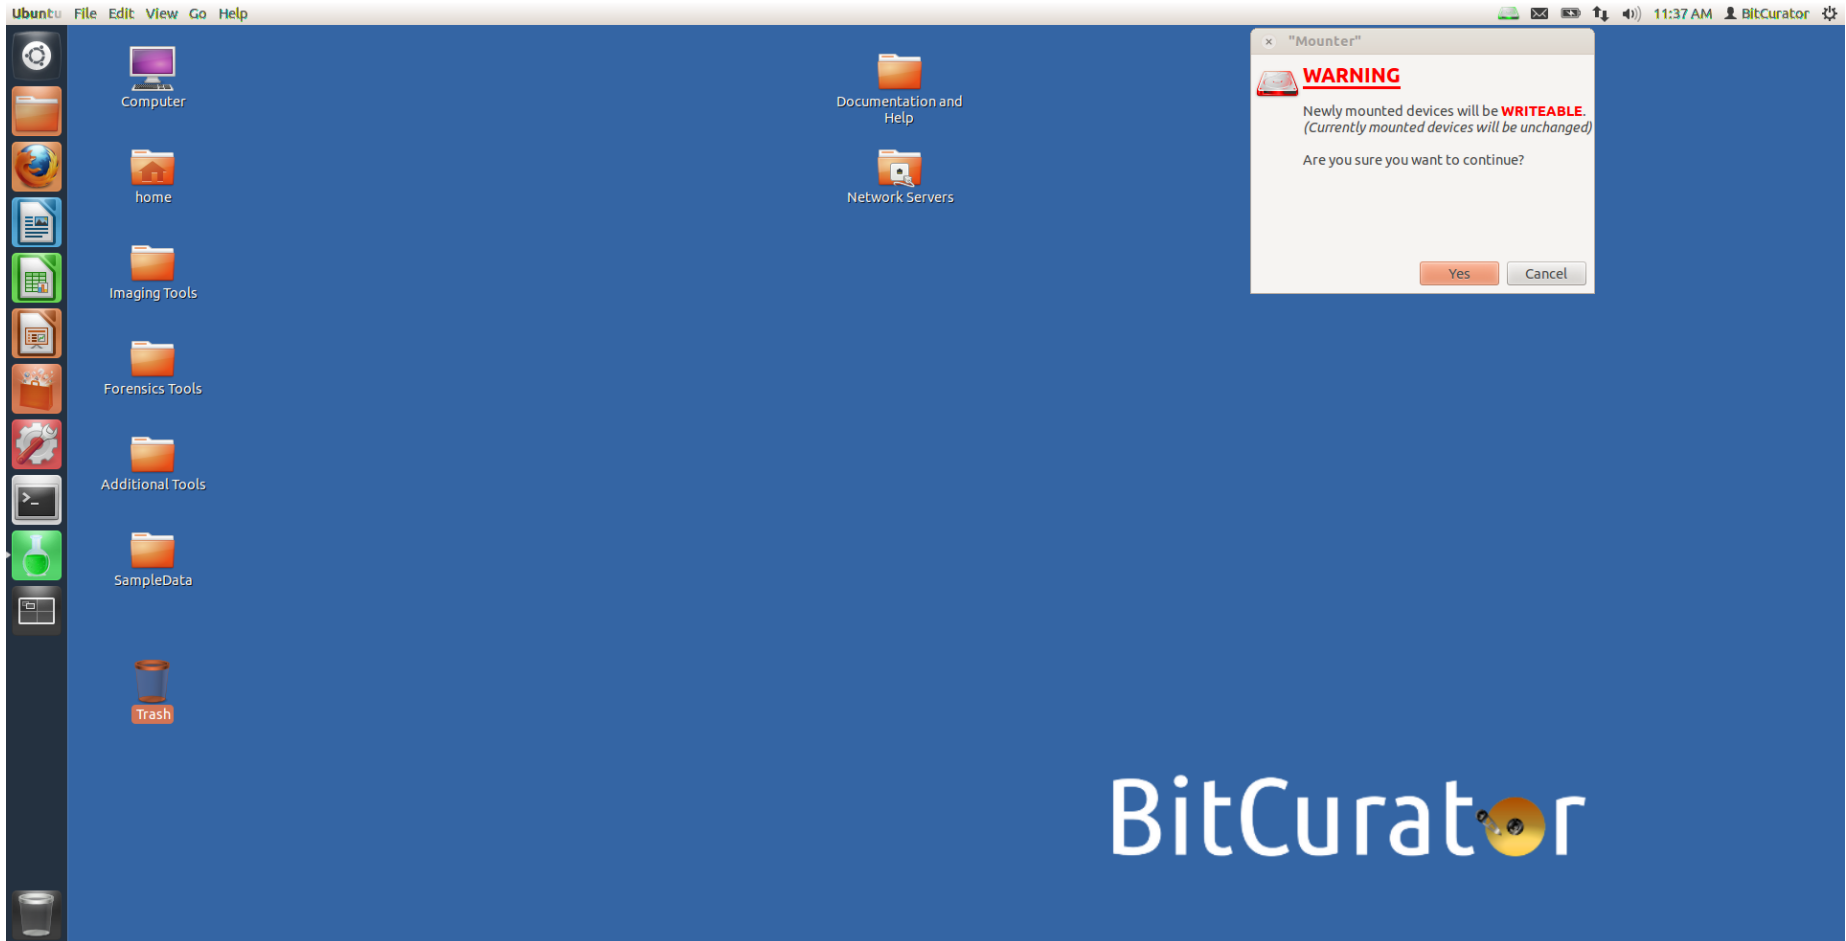 Ubuntu File Edit View Go Help
11:37 AM BitCurator
Computer
home
Imaging Tools
Forensics Tools
Additional Tools
SampleData
Trash
Documentation and
Help
Network Servers
"Mounter"
WARNING
Newly mounted devices will be WRITEABLE.
(Currently mounted devices will be unchanged)
Are you sure you want to continue?
Yes Cancel
BitCurator